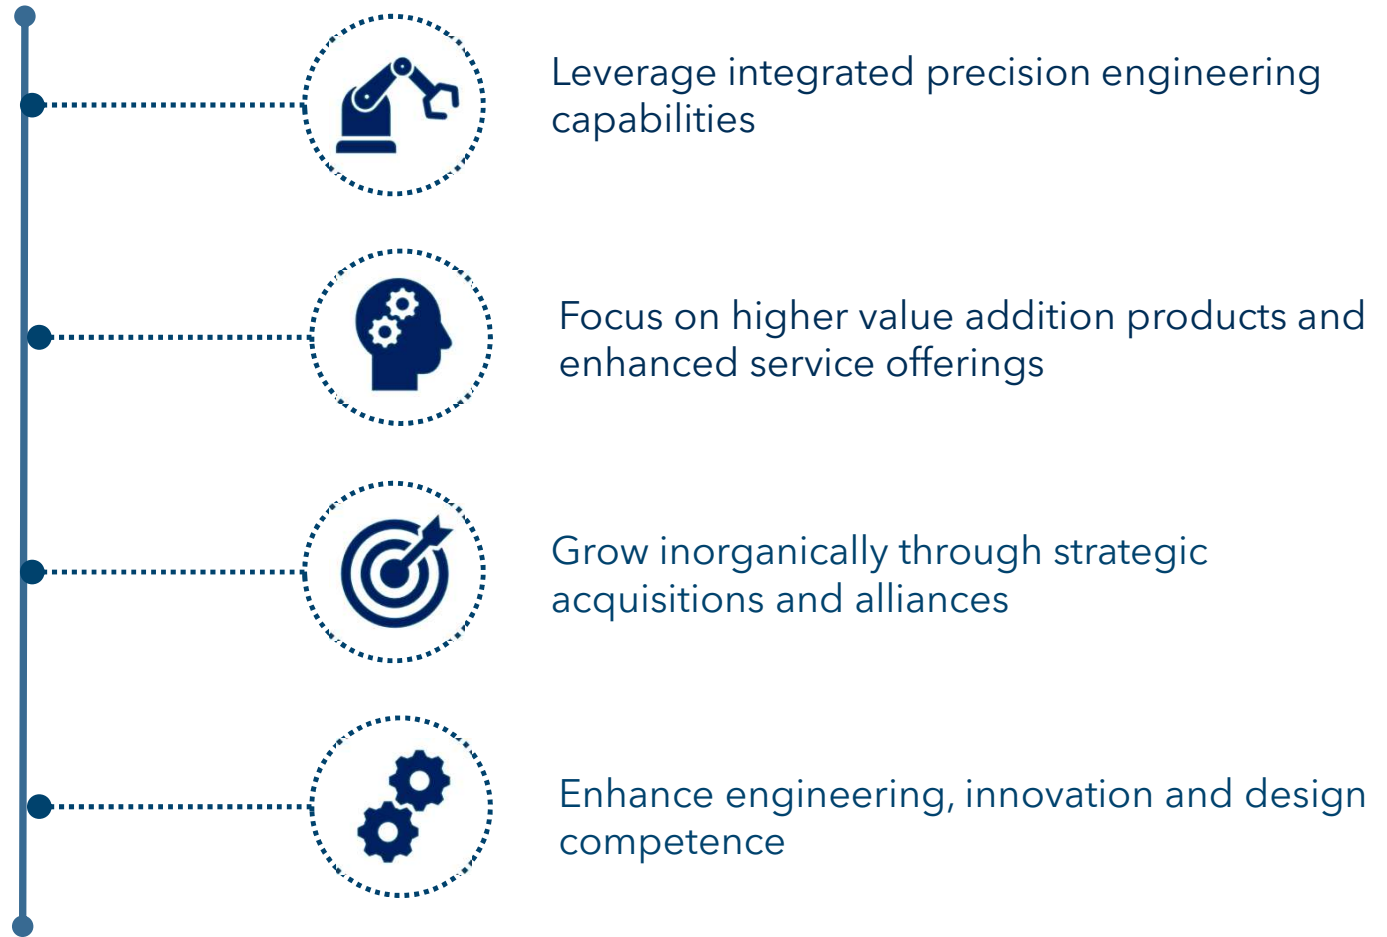 Leverage integrated precision engineering
capabilities
Focus on higher value addition products and
enhanced service offerings
Grow inorganically through strategic
acquisitions and alliances
Enhance engineering, innovation and design
competence